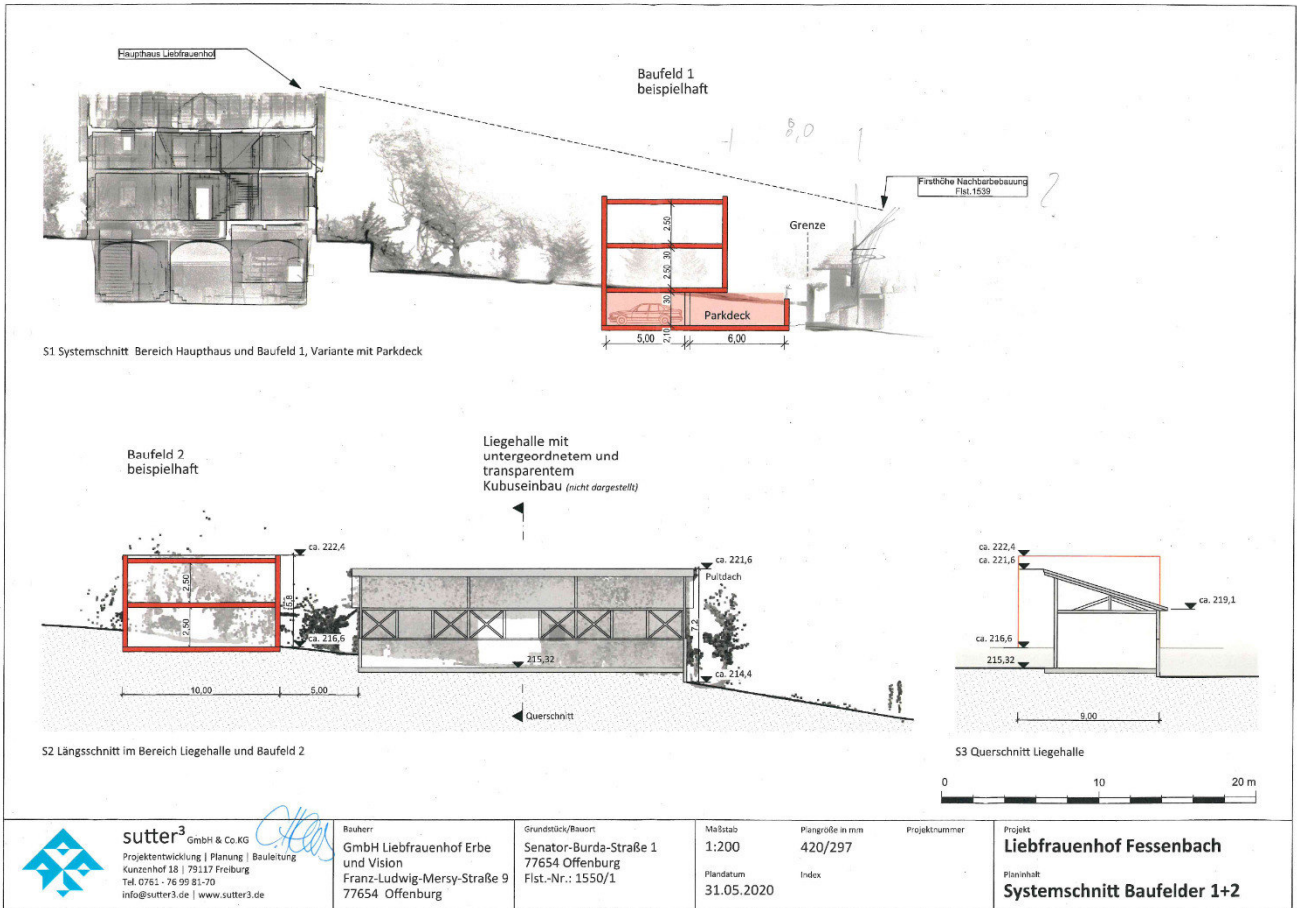 Haupthaus Liebfrauenhof
Baufeld 1
beispielhaft
8,0
Firsthöhe Nachbarbebauung
Flst.1539
?
Grenze
2,50
30
2,50
30
2,10
Parkdeck
5,00
6,00
S1 Systemschnitt Bereich Haupthaus und Baufeld 1, Variante mit Parkdeck
Baufeld 2
beispielhaft
Liegehalle mit
untergeordnetem und
transparentem
Kubuseinbau (nicht dargestellt)
ca. 222,4
2,50
2,50
5,8
ca. 216,6
10,00
5,00
215,32
Querschnitt
ca. 221,6
Pultdach
7,2
ca. 214,4
S2 Längsschnitt im Bereich Liegehalle und Baufeld 2
ca. 222,4
ca. 221,6
ca. 219,1
ca. 216,6
215,32
9,00
S3 Querschnitt Liegehalle
0 10 20 m
sutter³ GmbH & Co.KG
Projektentwicklung | Planung | Bauleitung
Kunzenhof 18 | 79117 Freiburg
Tel. 0761 - 76 99 81-70
info@sutter3.de | www.sutter3.de
Bauherr
GmbH Liebfrauenhof Erbe
und Vision
Franz-Ludwig-Mersy-Straße 9
77654 Offenburg
Grundstück/Bauort
Senator-Burda-Straße 1
77654 Offenburg
Flst.-Nr.: 1550/1
Maßstab
1:200
Plandatum
31.05.2020
Plangröße in mm
420/297
Index
Projektnummer
Projekt
Liebfrauenhof Fessenbach
Planinhalt
Systemschnitt Baufelder 1+2